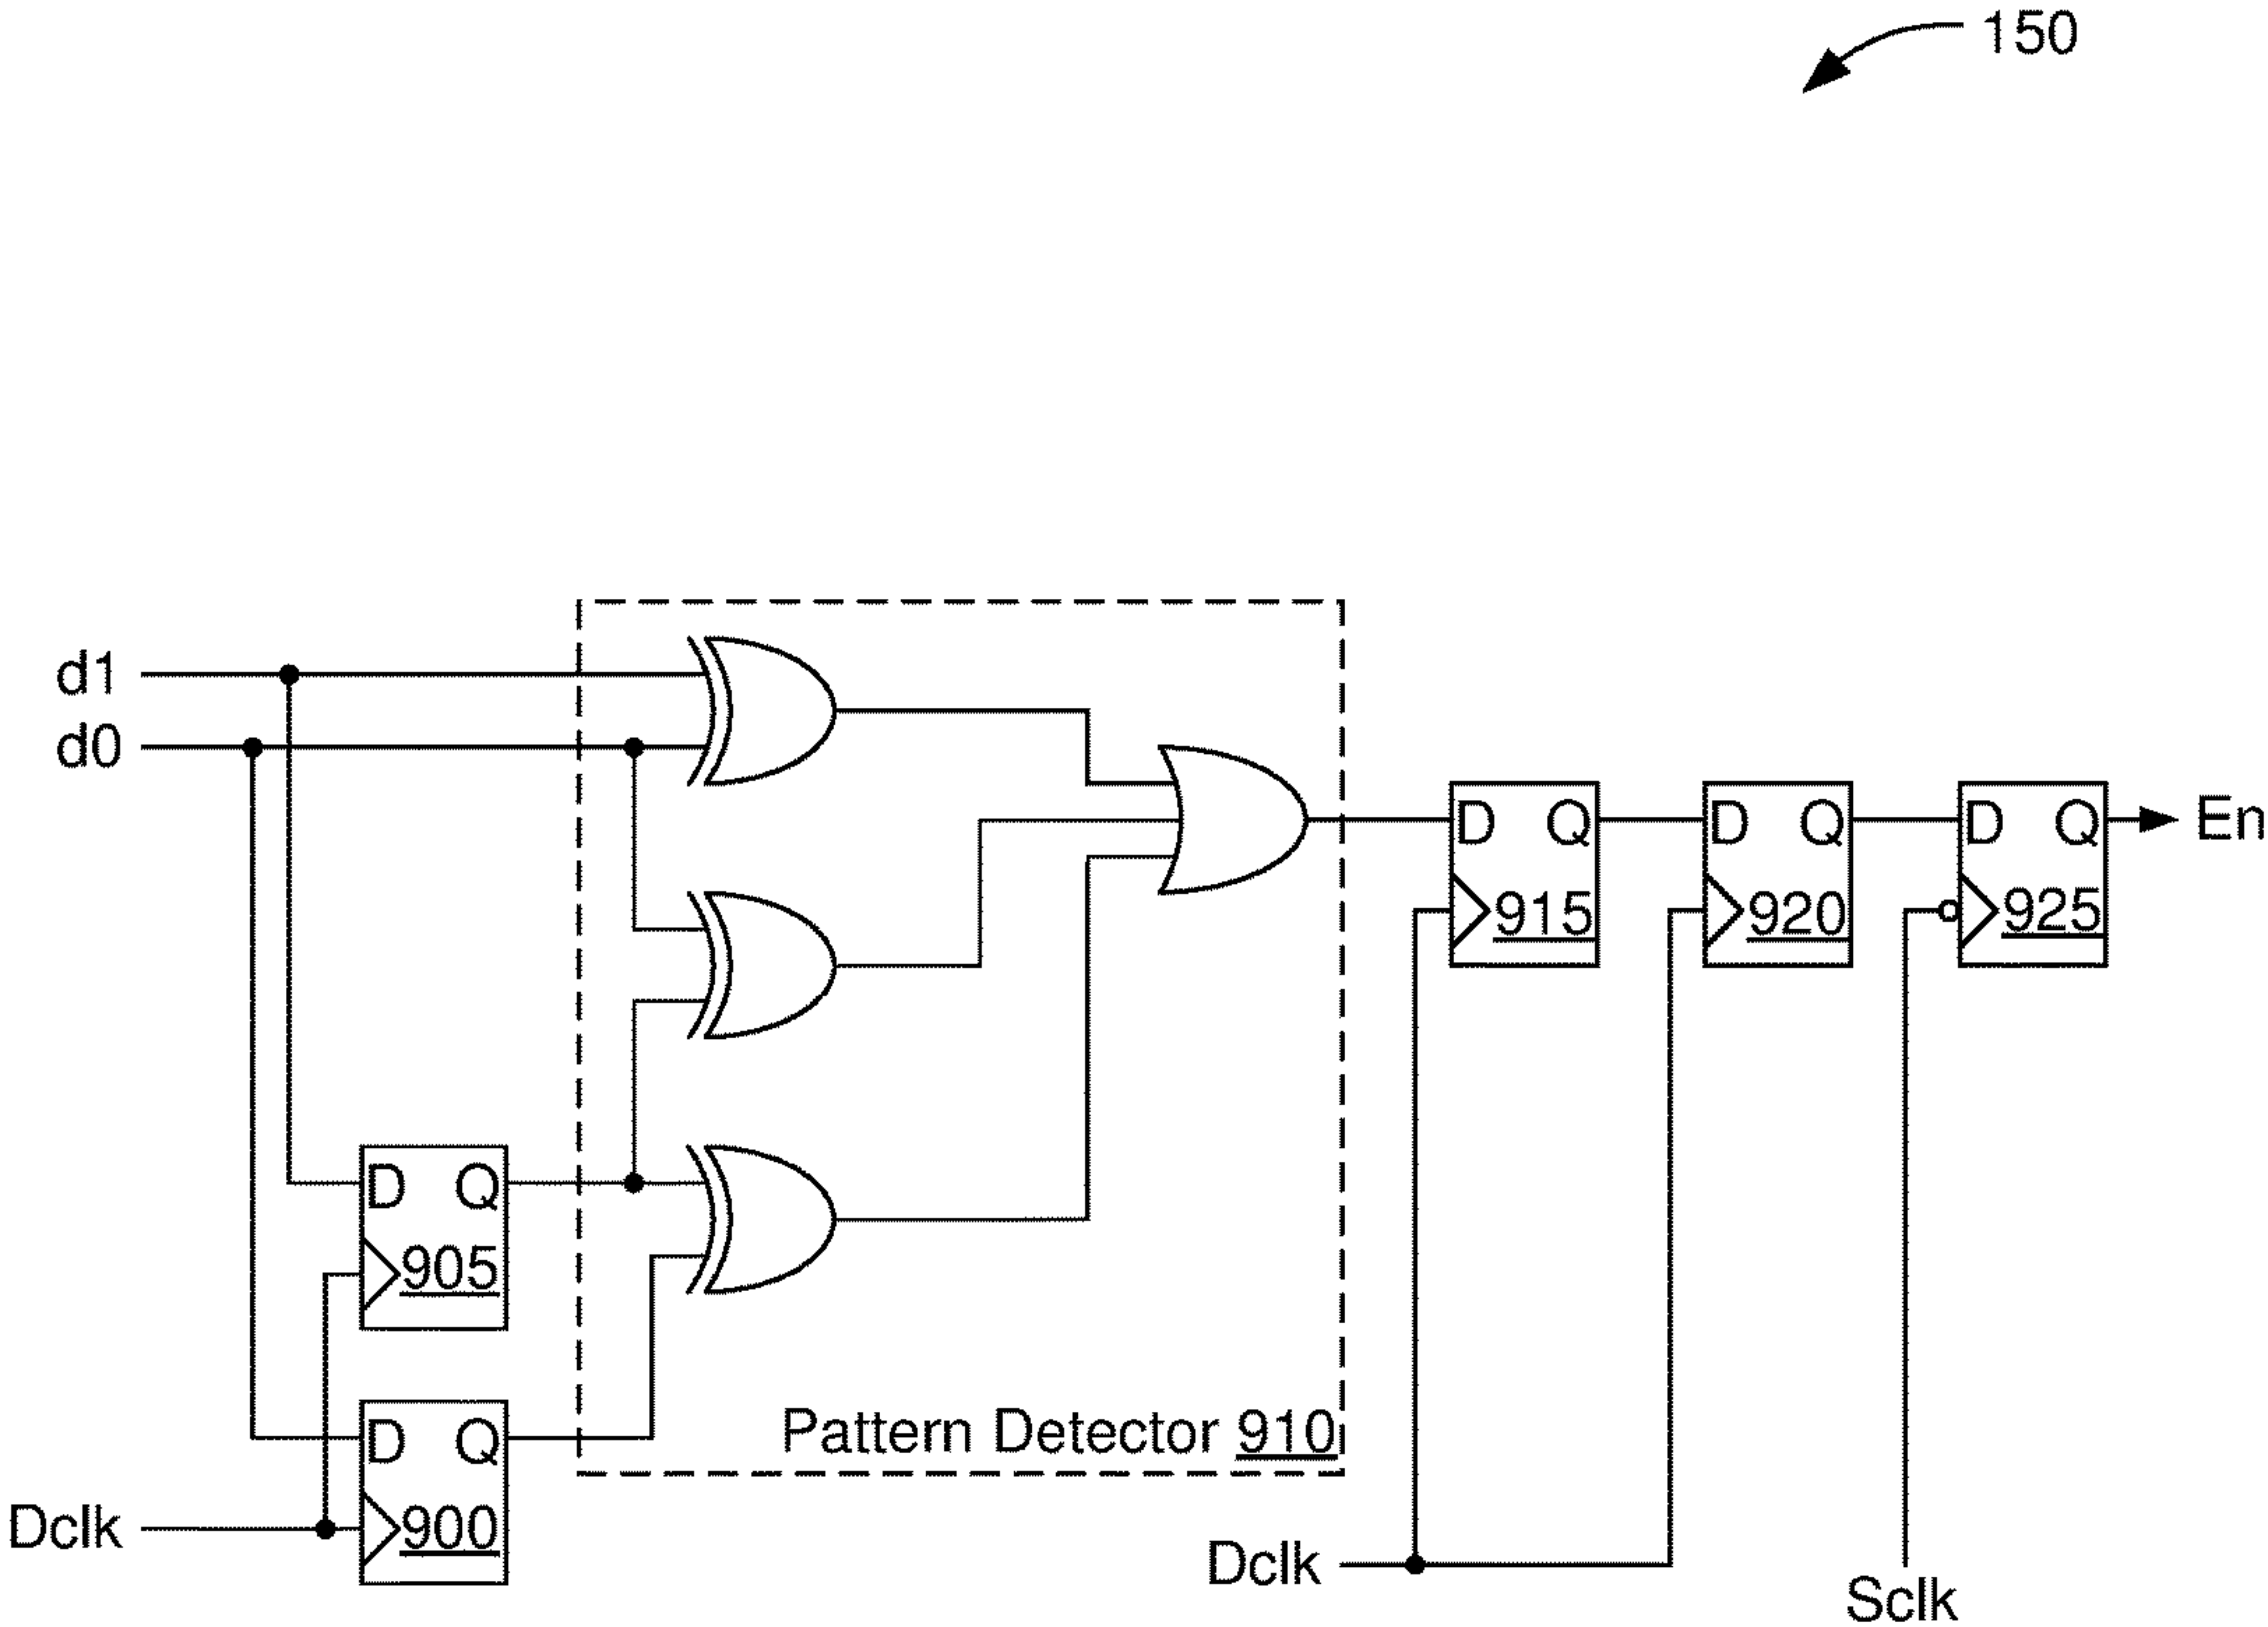 150
d1
d0
D Q
915
D Q
920
D Q
925
En
D Q
905
D Q
900
Pattern Detector 910
Dclk
Dclk
Sclk